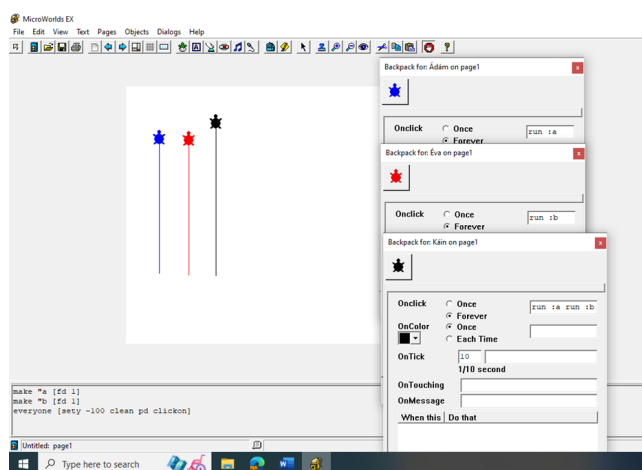 MicroWorlds EX
File Edit View Text Pages Objects Dialogs Help
Backpack for: Ádám on page1
x
Onclick Once run :a
Forever
Backpack for: Éva on page1
x
Onclick Once run :b
Forever
Backpack for: Káin on page1
x
Onclick Once run :a run :b
Forever
OnColor Once
Each Time
OnTick 10
1/10 second
OnTouching
OnMessage
When this Do that
make "a [fd 1]
make "b [fd 1]
everyone [sety -100 clean pd clickon]
Untitled: page1
Type here to search